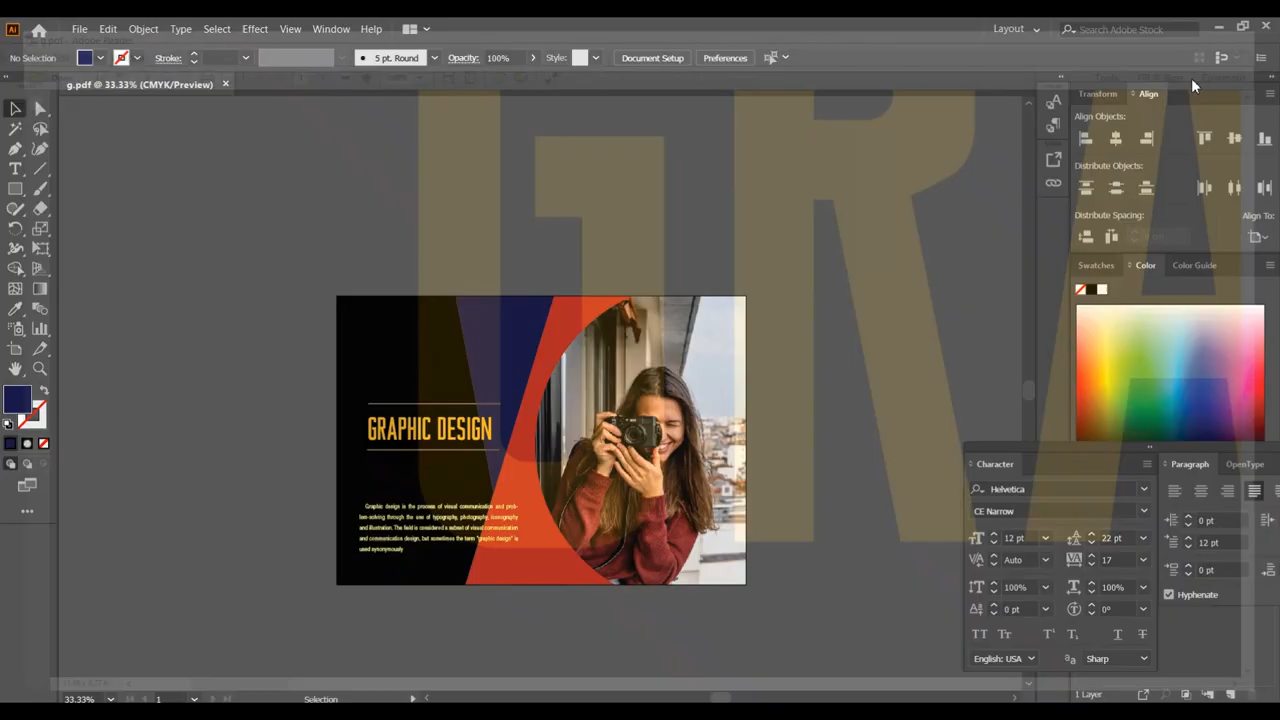 Ai File Edit Object Type Select Effect View Window Help Layout Search Adobe Stock
No Selection Stroke: 5 pt. Round Opacity: 100% Style: Document Setup Preferences
g.pdf @ 33.33% (CMYK/Preview)
GRA
Transform Align
Align Objects:
Distribute Objects:
Distribute Spacing: Align To:
Swatches Color Color Guide
GRAPHIC DESIGN
Graphic design is the process of visual communication and prob-
lem-solving through the use of typography, photography, iconography
and illustration. The field is considered a subset of visual communication
and communication design, but sometimes the term "graphic design" is
used synonymously
Character Paragraph OpenType
Helvetica
CE Narrow
12 pt 22 pt 0 pt
Auto 17 12 pt
100% 100% 0 pt
0 pt 0° Hyphenate
English: USA Sharp
33.33% 1 Selection 1 Layer